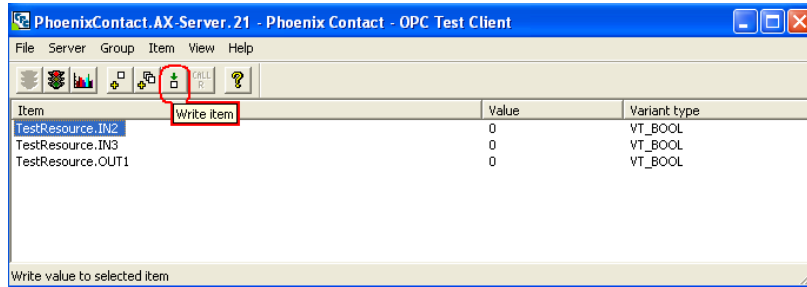 PhoenixContact.AX-Server.21 - Phoenix Contact - OPC Test Client
File Server Group Item View Help
CALL
R
?
Write item
Item Value Variant type
TestResource.IN2 0 VT_BOOL
TestResource.IN3 0 VT_BOOL
TestResource.OUT1 0 VT_BOOL
Write value to selected item